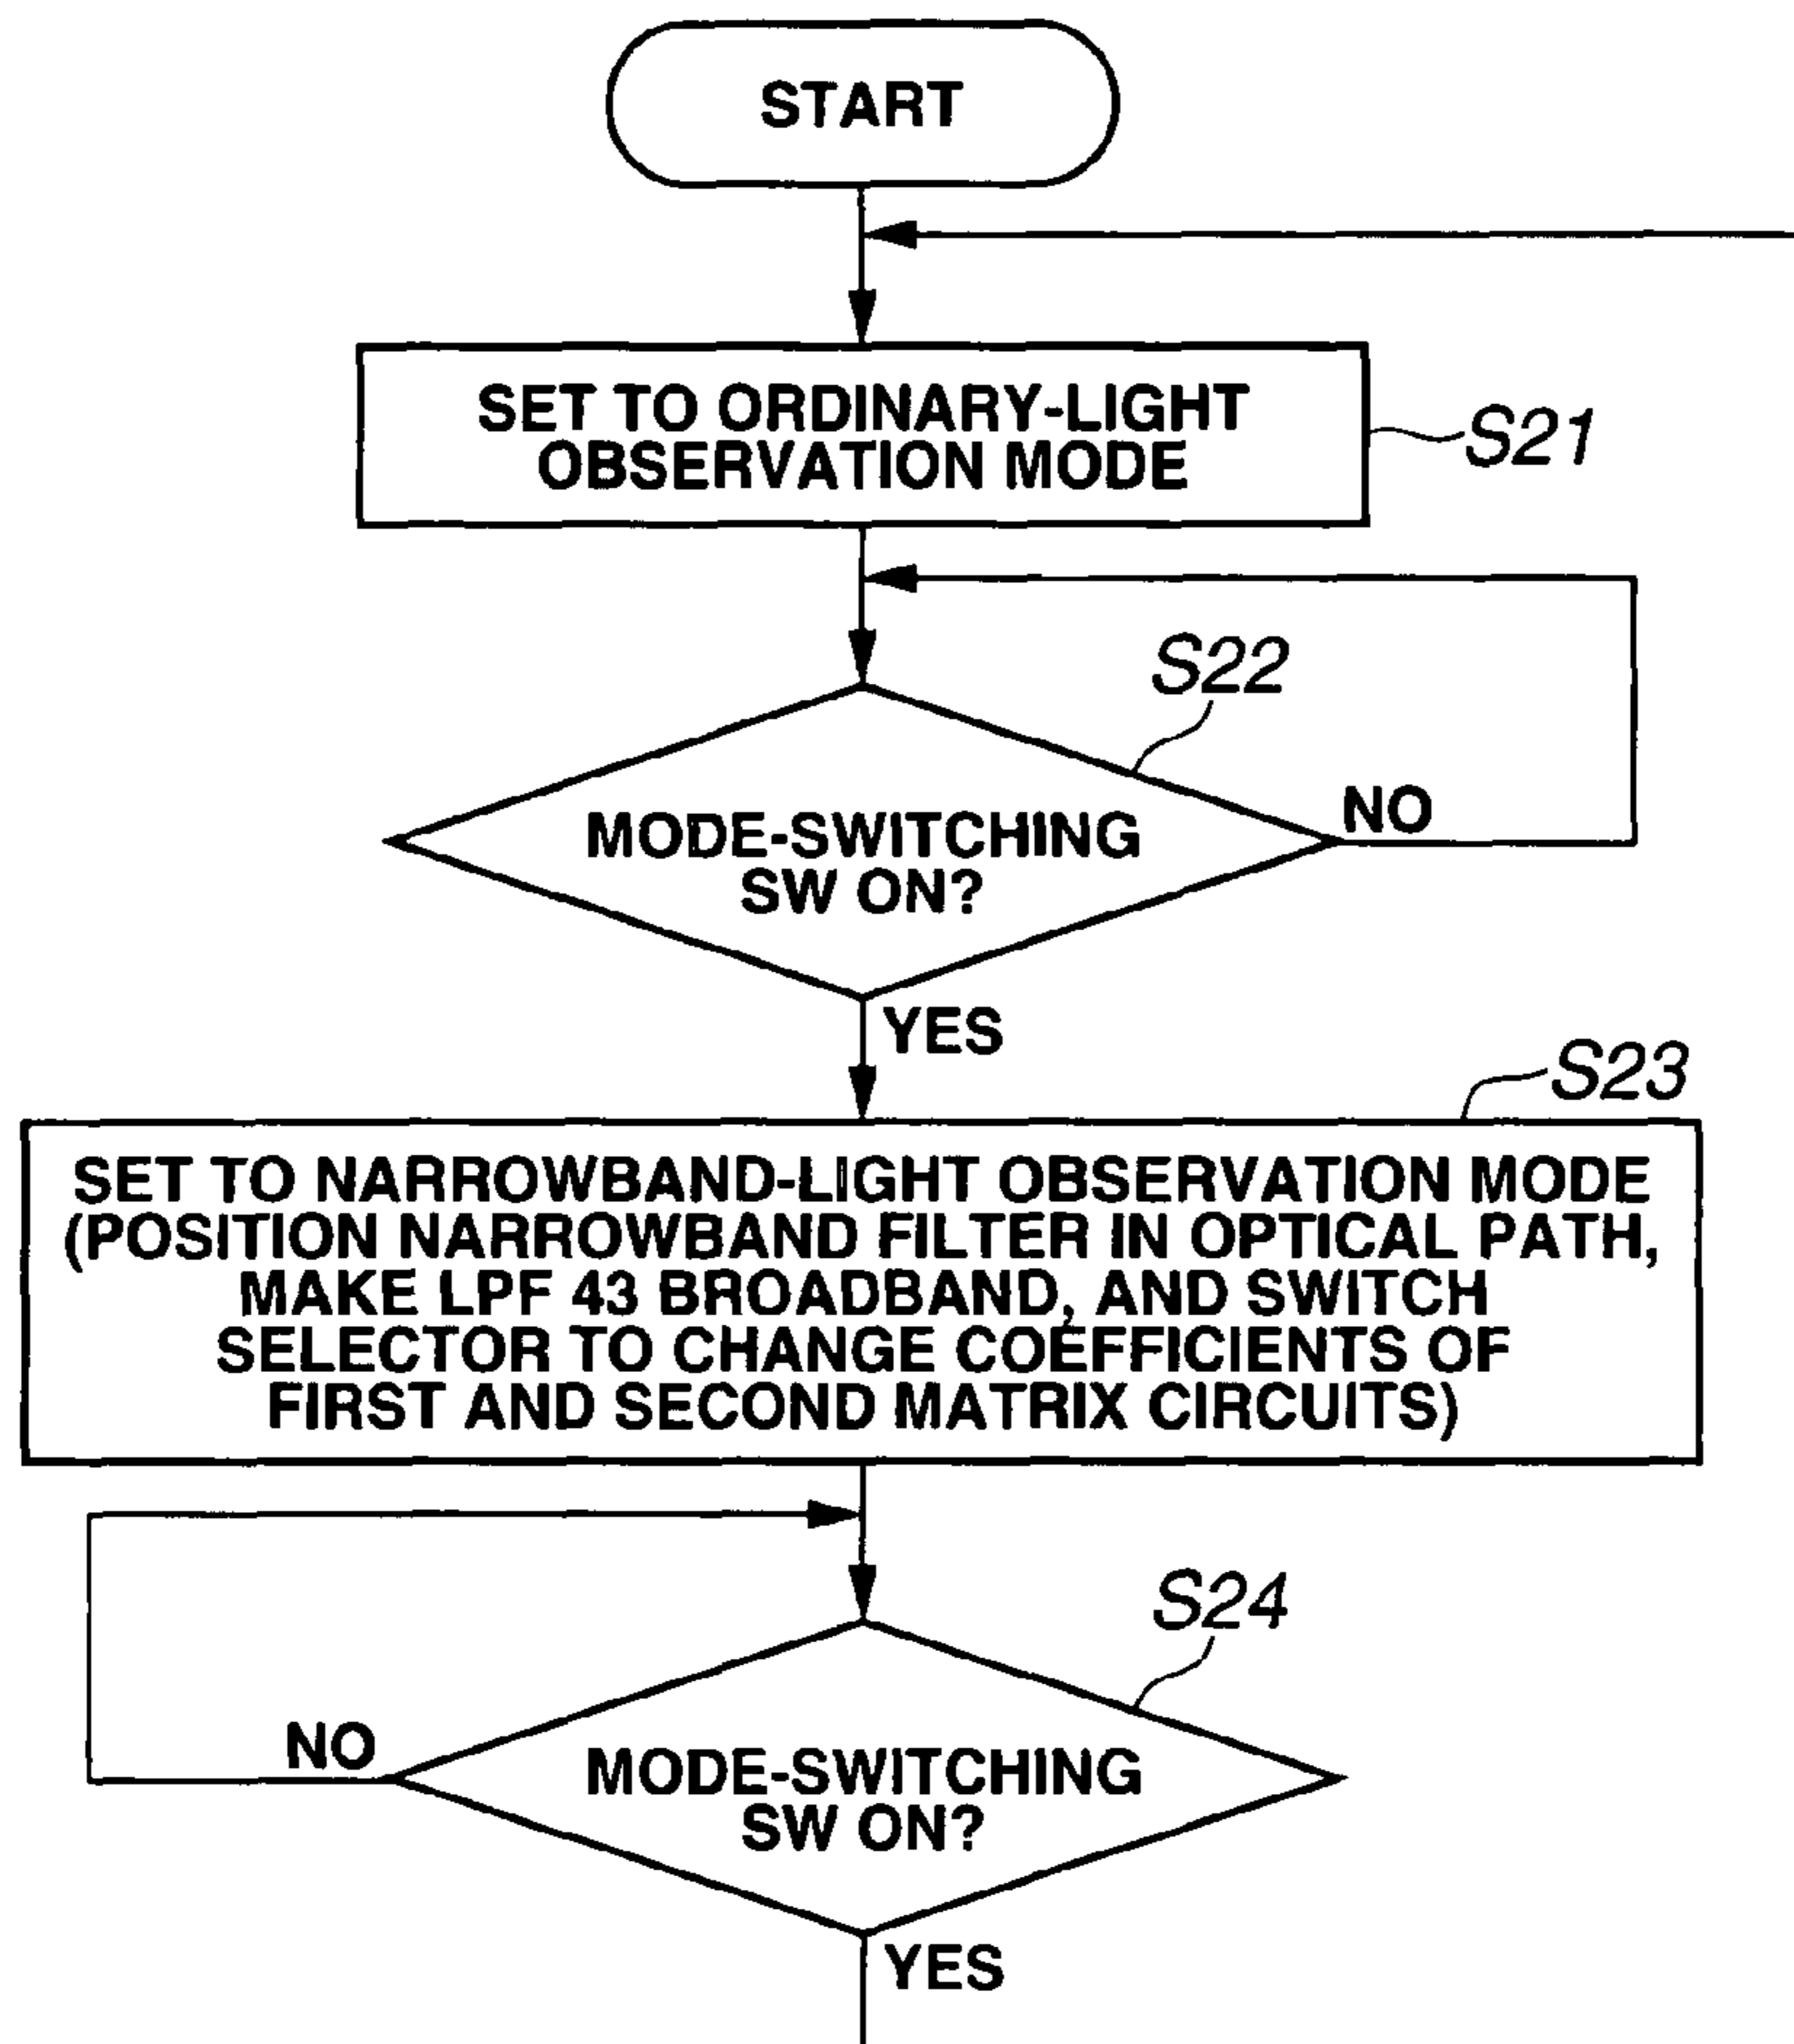 START
SET TO ORDINARY-LIGHT
OBSERVATION MODE
S21
S22
MODE-SWITCHING
SW ON?
NO
YES
S23
SET TO NARROWBAND-LIGHT OBSERVATION MODE
(POSITION NARROWBAND FILTER IN OPTICAL PATH,
MAKE LPF 43 BROADBAND, AND SWITCH
SELECTOR TO CHANGE COEFFICIENTS OF
FIRST AND SECOND MATRIX CIRCUITS)
S24
NO
MODE-SWITCHING
SW ON?
YES